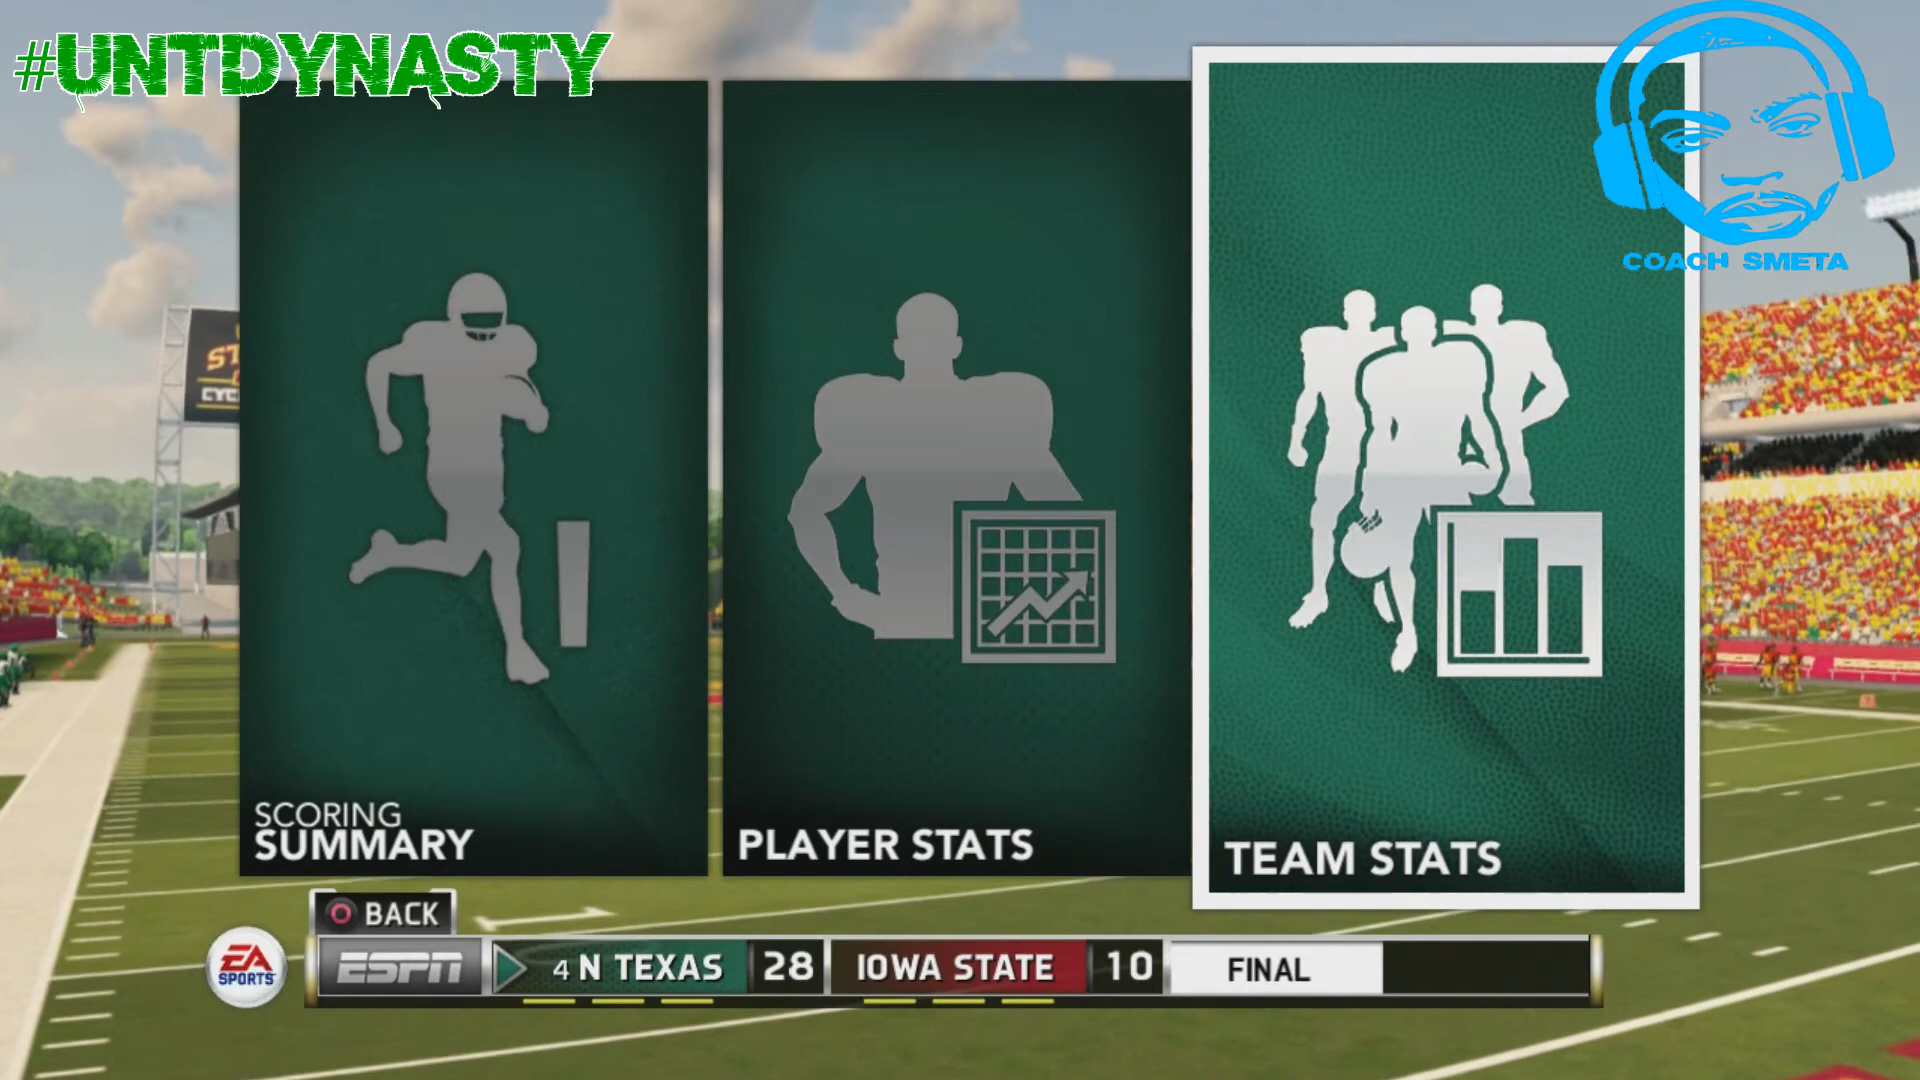 #UNTDYNASTY
COACH SMETA
SCORING
SUMMARY
PLAYER STATS
TEAM STATS
BACK
EA
SPORTS
ESPN
4 N TEXAS 28 IOWA STATE 10 FINAL